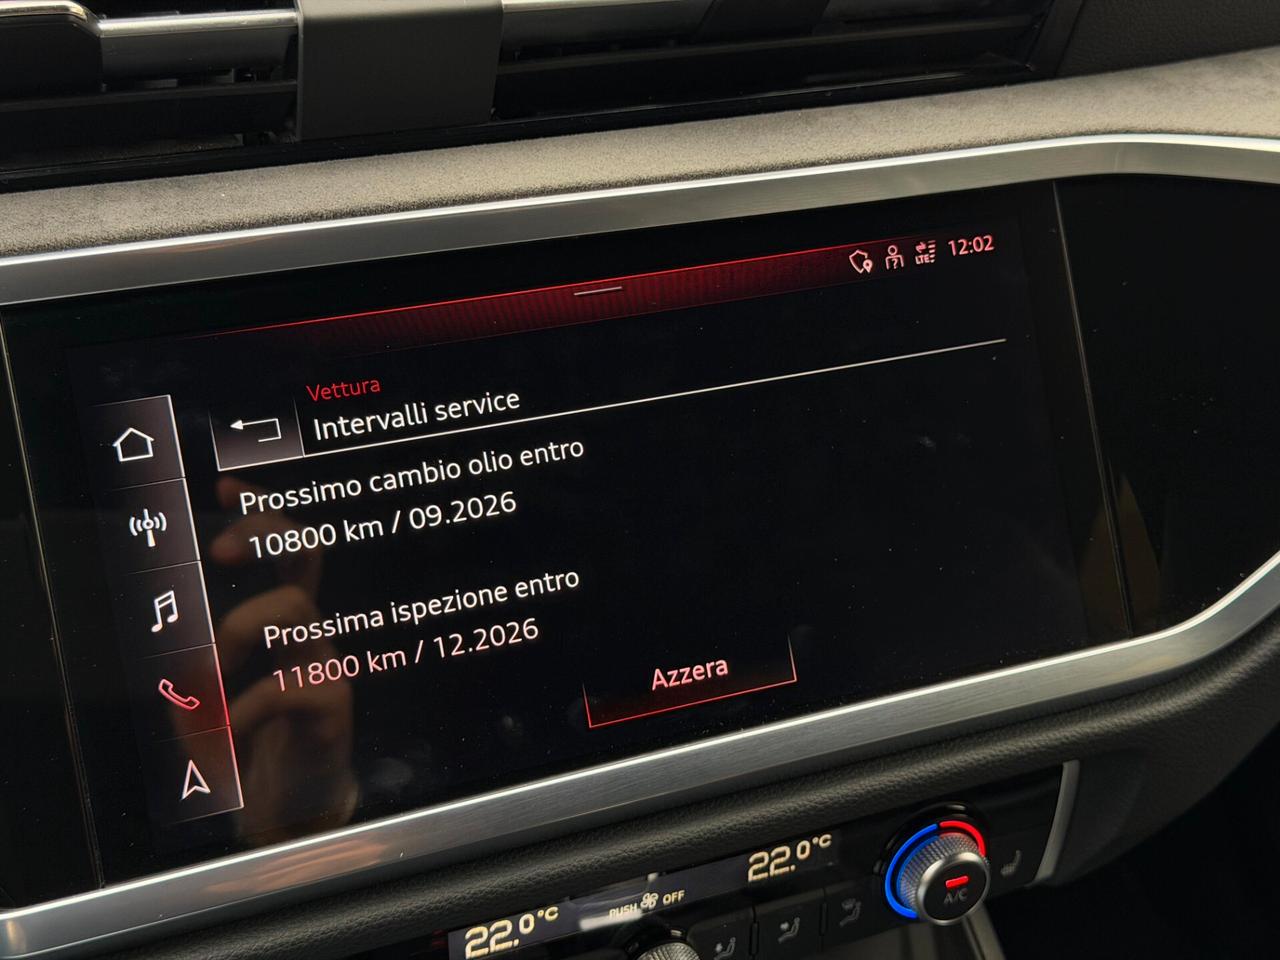 LTE 12:02
Vettura
Intervalli service
Prossimo cambio olio entro
10800 km / 09.2026
Prossima ispezione entro
11800 km / 12.2026
Azzera
22.0°C
PUSH OFF
22.0°C
A/C